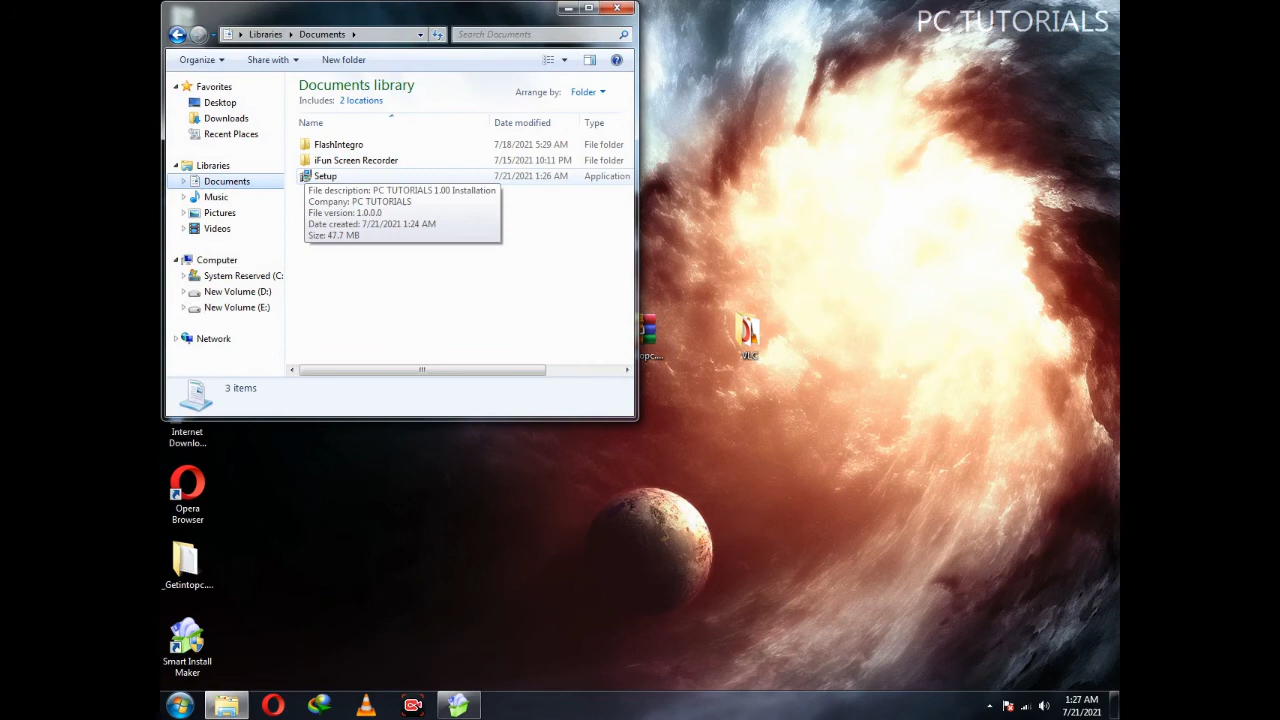 PC TUTORIALS
Libraries
Documents
Search Documents
Organize
Share with
New folder
Documents library
Includes: 2 locations
Arrange by: Folder
Name
Date modified
Type
FlashIntegro
7/18/2021 5:29 AM
File folder
iFun Screen Recorder
7/15/2021 10:11 PM
File folder
Setup
7/21/2021 1:26 AM
Application
File description: PC TUTORIALS 1.00 Installation
Company: PC TUTORIALS
File version: 1.0.0.0
Date created: 7/21/2021 1:24 AM
Size: 47.7 MB
Favorites
Desktop
Downloads
Recent Places
Libraries
Documents
Music
Pictures
Videos
Computer
System Reserved (C:
New Volume (D:)
New Volume (E:)
Network
3 items
opc....
VLC
Internet
Downlo...
Opera
Browser
_Getintopc....
Smart Install
Maker
1:27 AM
7/21/2021